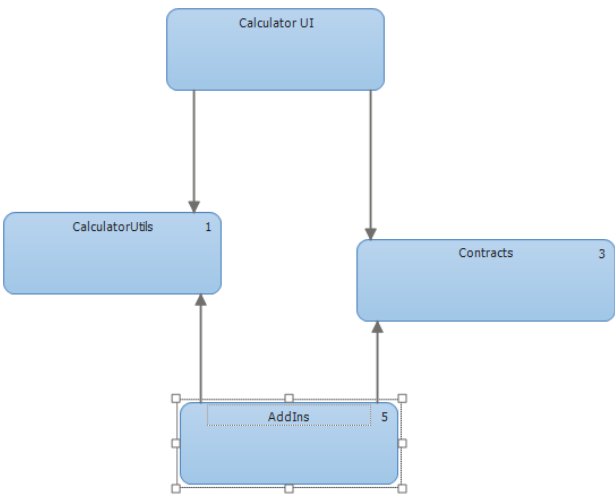 Calculator UI
CalculatorUtils 1
Contracts 3
AddIns 5